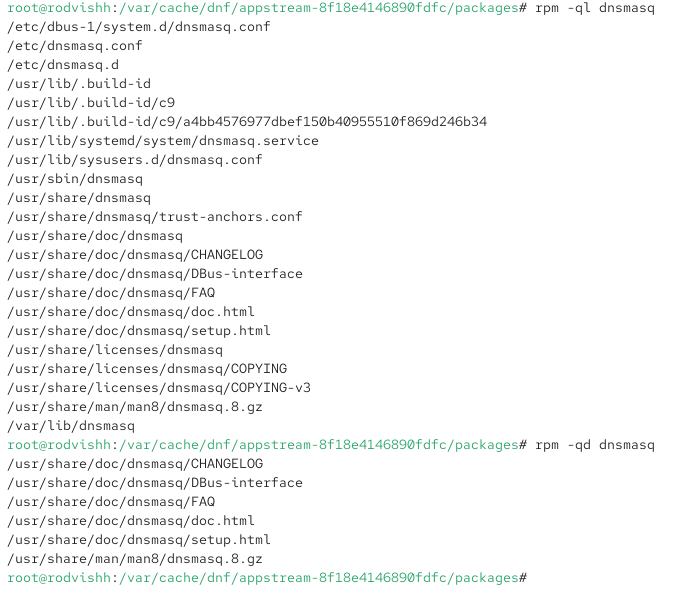 root@rodvishh:/var/cache/dnf/appstream-8f18e4146890fdfc/packages# rpm -ql dnsmasq
/etc/dbus-1/system.d/dnsmasq.conf
/etc/dnsmasq.conf
/etc/dnsmasq.d
/usr/lib/.build-id
/usr/lib/.build-id/c9
/usr/lib/.build-id/c9/a4bb4576977dbef150b40955510f869d246b34
/usr/lib/systemd/system/dnsmasq.service
/usr/lib/sysusers.d/dnsmasq.conf
/usr/sbin/dnsmasq
/usr/share/dnsmasq
/usr/share/dnsmasq/trust-anchors.conf
/usr/share/doc/dnsmasq
/usr/share/doc/dnsmasq/CHANGELOG
/usr/share/doc/dnsmasq/DBus-interface
/usr/share/doc/dnsmasq/FAQ
/usr/share/doc/dnsmasq/doc.html
/usr/share/doc/dnsmasq/setup.html
/usr/share/licenses/dnsmasq
/usr/share/licenses/dnsmasq/COPYING
/usr/share/licenses/dnsmasq/COPYING-v3
/usr/share/man/man8/dnsmasq.8.gz
/var/lib/dnsmasq
root@rodvishh:/var/cache/dnf/appstream-8f18e4146890fdfc/packages# rpm -qd dnsmasq
/usr/share/doc/dnsmasq/CHANGELOG
/usr/share/doc/dnsmasq/DBus-interface
/usr/share/doc/dnsmasq/FAQ
/usr/share/doc/dnsmasq/doc.html
/usr/share/doc/dnsmasq/setup.html
/usr/share/man/man8/dnsmasq.8.gz
root@rodvishh:/var/cache/dnf/appstream-8f18e4146890fdfc/packages#